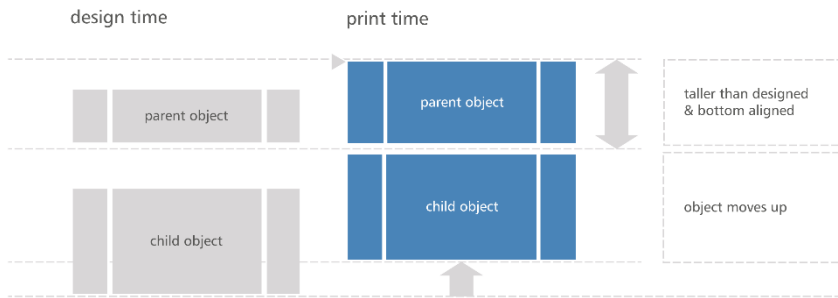 design time
print time
parent object
parent object
taller than designed
& bottom aligned
child object
child object
object moves up